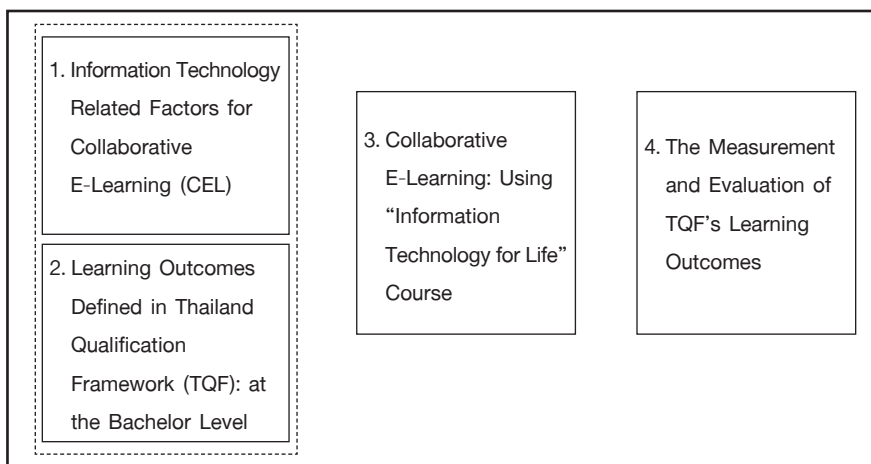 1. Information Technology
Related Factors for
Collaborative
E-Learning (CEL)
2. Learning Outcomes
Defined in Thailand
Qualification
Framework (TQF): at
the Bachelor Level
3. Collaborative
E-Learning: Using
“Information
Technology for Life”
Course
4. The Measurement
and Evaluation of
TQF’s Learning
Outcomes